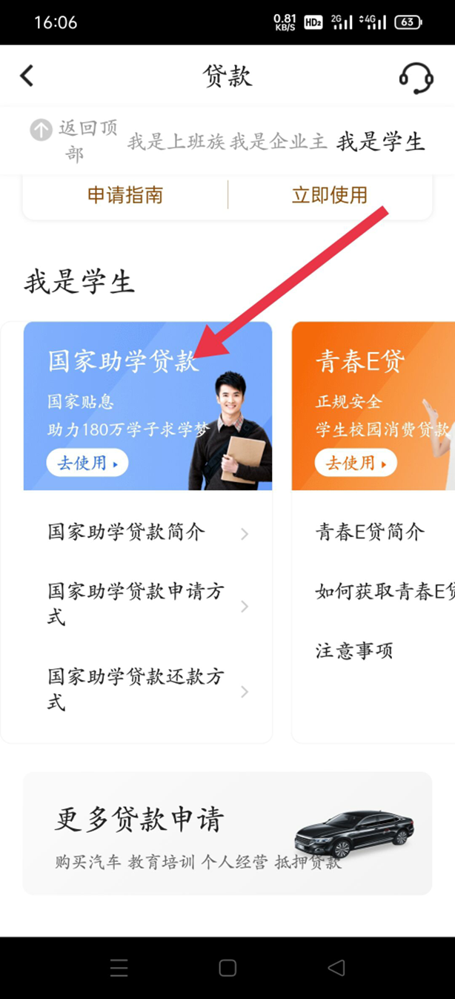 16:06
0.81
KB/S
HD2
2G
4G
63
贷款
返回顶
部
我是上班族 我是企业主 我是学生
申请指南
立即使用
我是学生
国家助学贷款
国家贴息
助力180万学子求学梦
去使用
青春E贷
正规安全
学生校园消费贷款
去使用
国家助学贷款简介
国家助学贷款申请方
式
国家助学贷款还款方
式
青春E贷简介
如何获取青春E贷
注意事项
更多贷款申请
购买汽车 教育培训 个人经营 抵押贷款